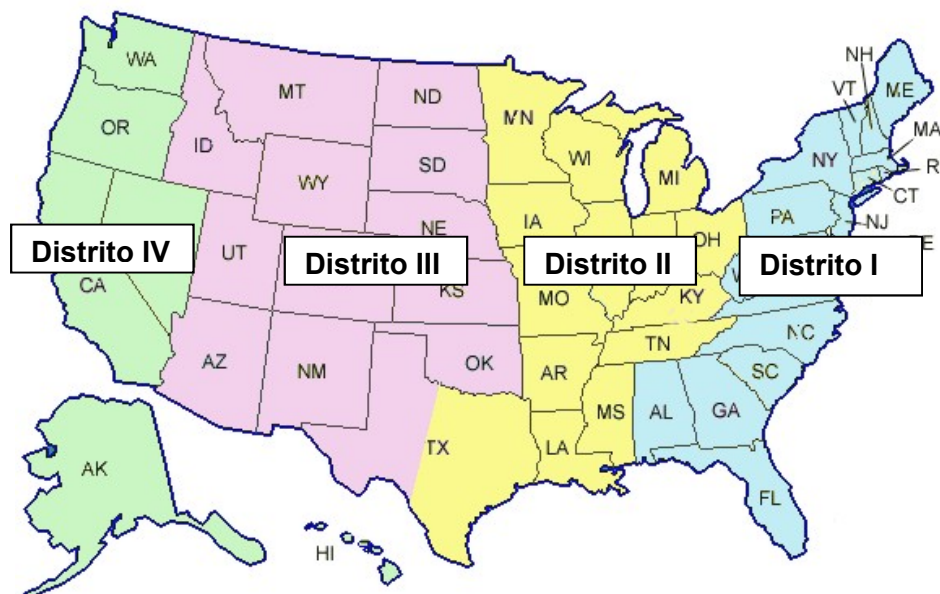 NH
WA
VT
ME
MT
ND
MN
OR
MA
ID
SD
WI
NY
R
WY
MI
CT
PA
IA
NE
NJ
UT
OH
Distrito IV
Distrito III
Distrito II
Distrito I
CA
KS
MO
KY
NC
TN
AZ
NM
OK
AR
SC
MS
AL
GA
TX
LA
AK
FL
HI